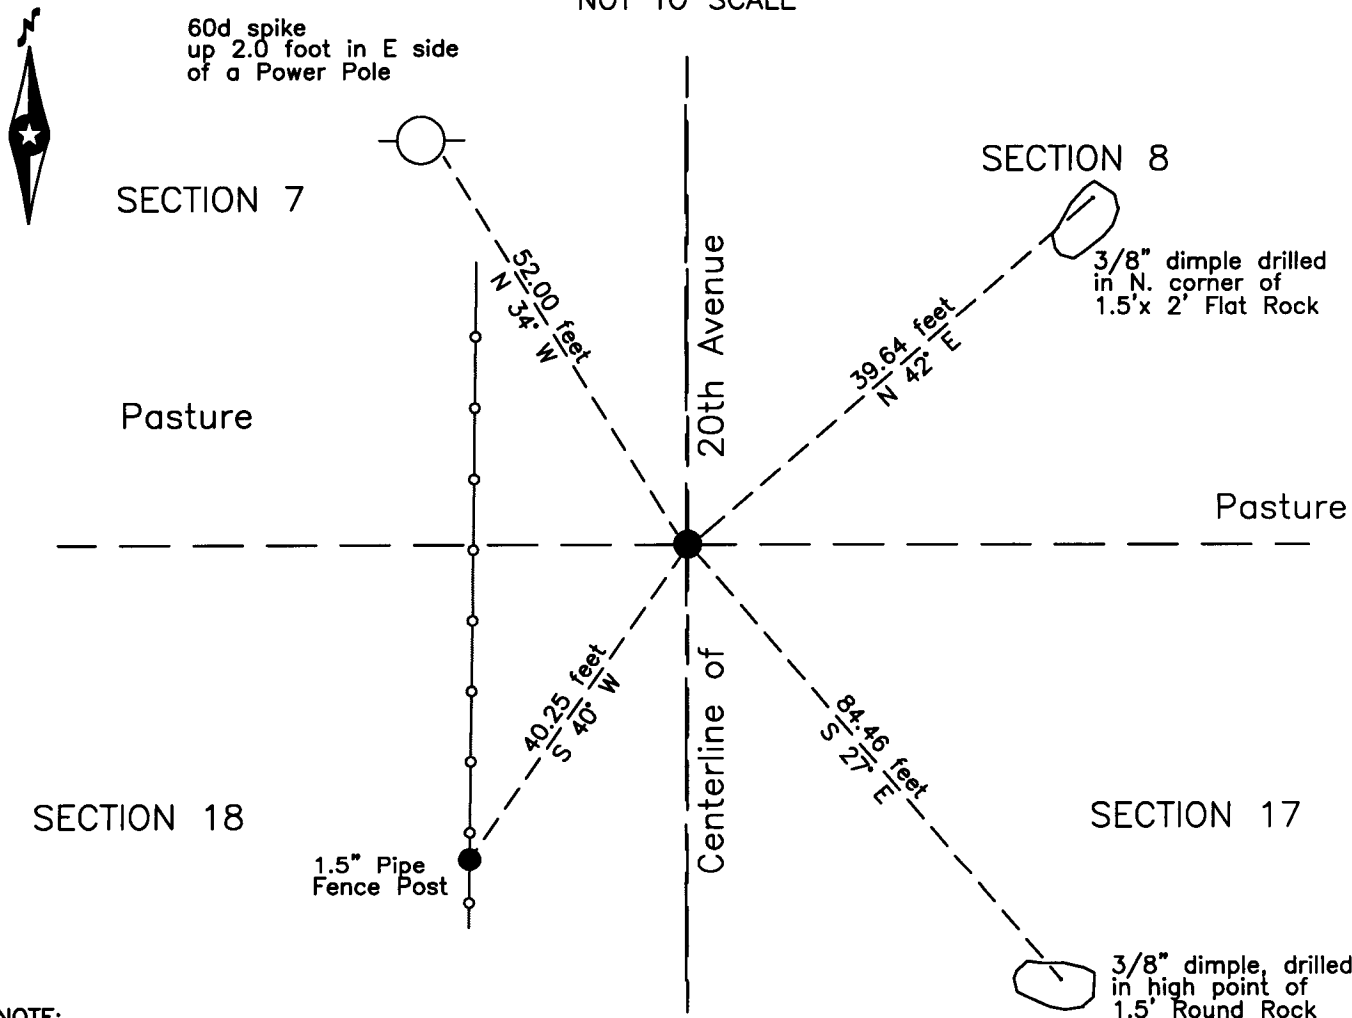 NOT TO SCALE
N
60d spike
up 2.0 foot in E side
of a Power Pole
SECTION 7
SECTION 8
3/8" dimple drilled
in N. corner of
1.5'x 2' Flat Rock
52.00 feet
N 34° W
20th Avenue
39.64 feet
N 42° E
Pasture
Pasture
40.25 feet
S 40° W
Centerline of
84.46 feet
S 27° E
SECTION 18
SECTION 17
1.5" Pipe
Fence Post
3/8" dimple, drilled
in high point of
1.5' Round Rock
NOTE: